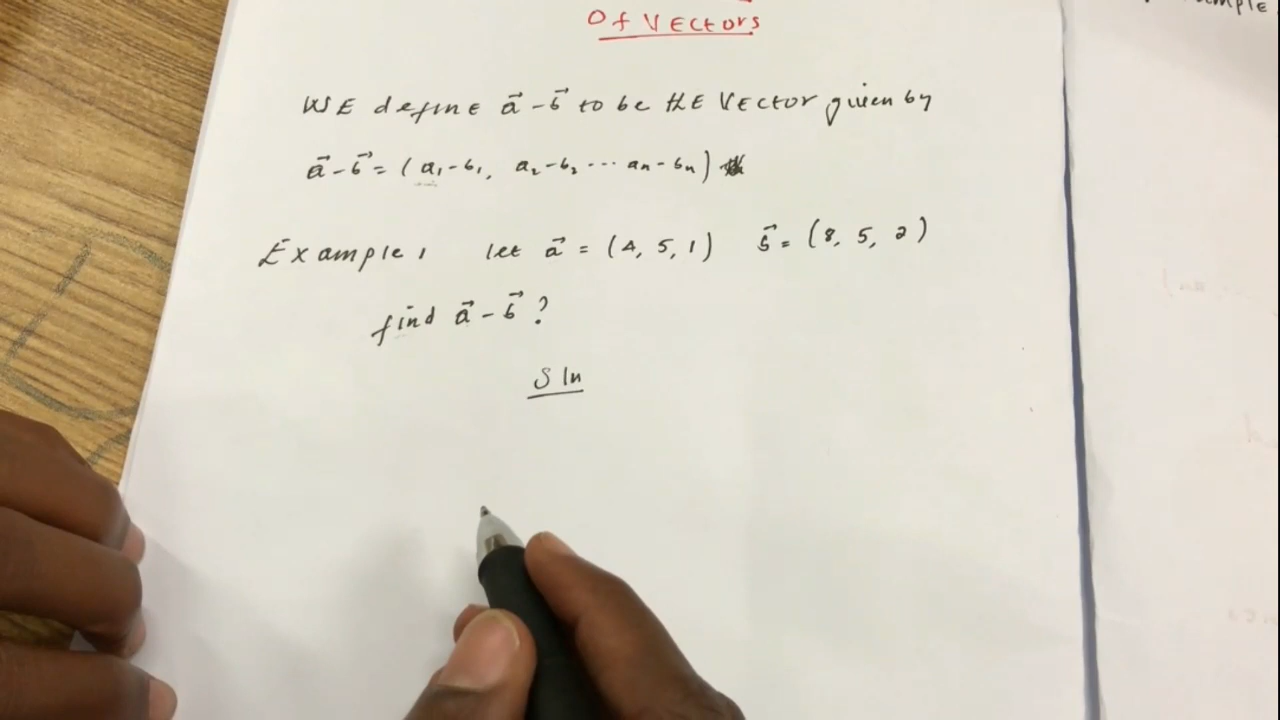 Of VECTORS
WE define a⃗ - b⃗ to be the VECTOR given by
a⃗ - b⃗ = (a₁-b₁, a₂-b₂ ... aₙ-bₙ)
Example, let a⃗ = (4, 5, 1) b⃗ = (8, 5, 2)
find a⃗ - b⃗ ?
Sln